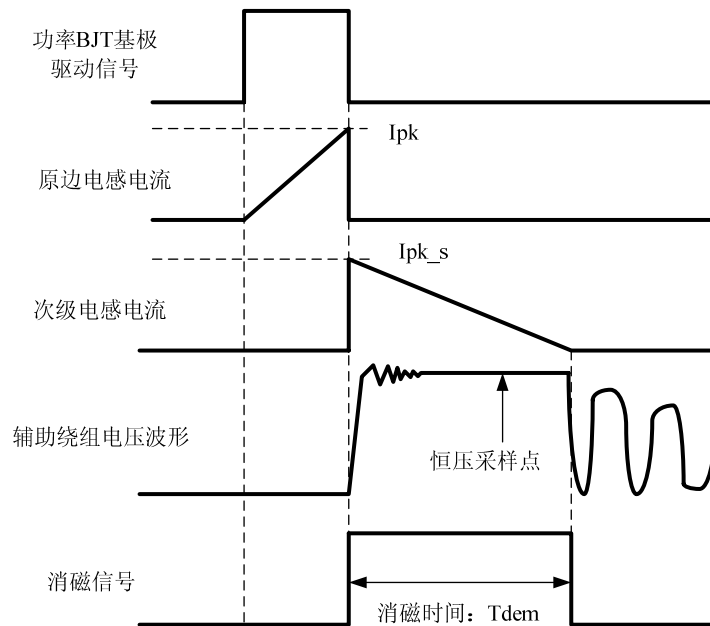 功率BJT基极
驱动信号
Ipk
原边电感电流
Ipk_s
次级电感电流
辅助绕组电压波形
恒压采样点
消磁信号
消磁时间：Tdem